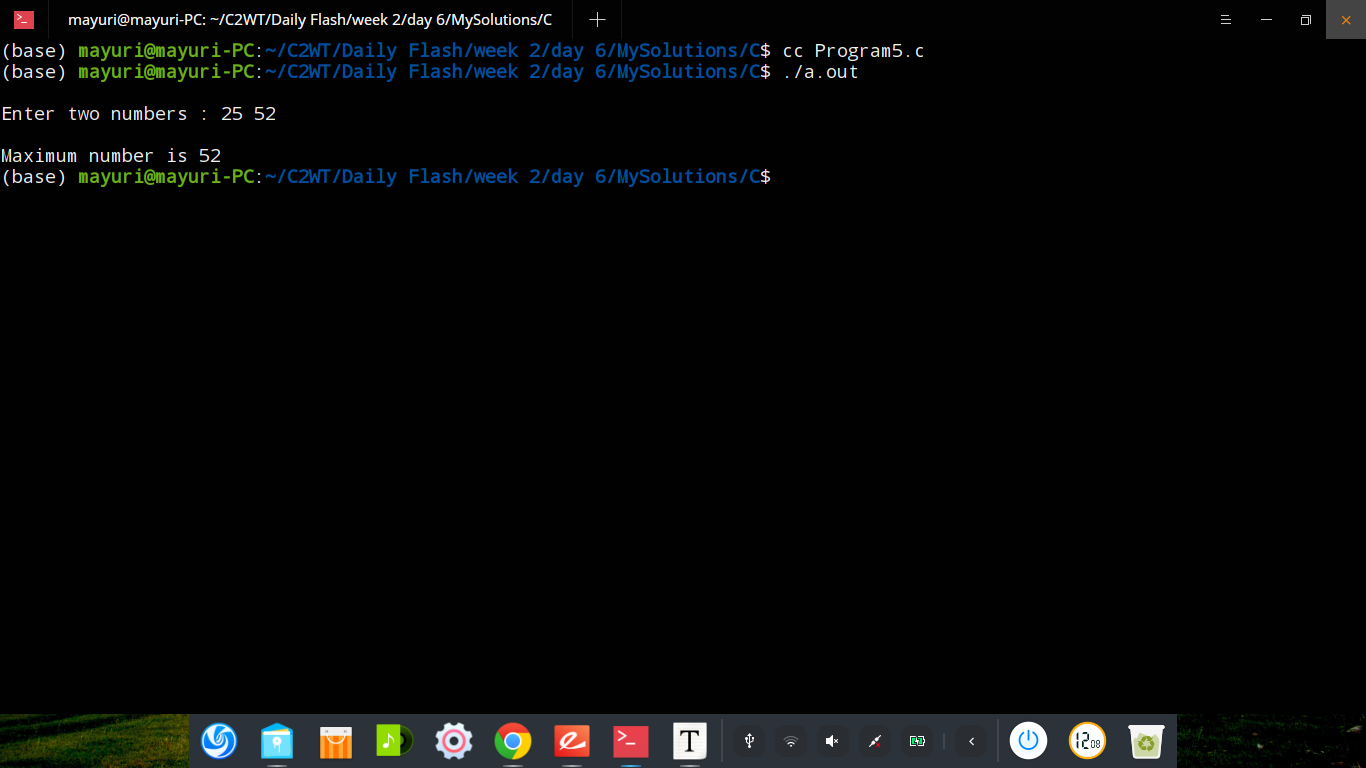 mayuri@mayuri-PC: ~/C2WT/Daily Flash/week 2/day 6/MySolutions/C
(base) mayuri@mayuri-PC:~/C2WT/Daily Flash/week 2/day 6/MySolutions/C$ cc Program5.c
(base) mayuri@mayuri-PC:~/C2WT/Daily Flash/week 2/day 6/MySolutions/C$ ./a.out
Enter two numbers : 25 52
Maximum number is 52
(base) mayuri@mayuri-PC:~/C2WT/Daily Flash/week 2/day 6/MySolutions/C$
T
12 08